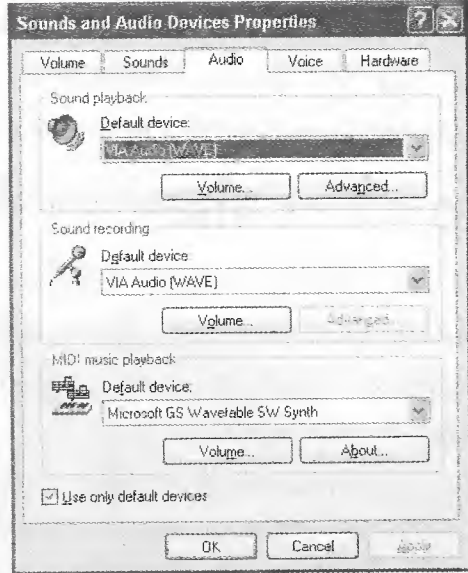 Sounds and Audio Devices Properties
Volume Sounds Audio Voice Hardware
Sound playback
Default device:
VIA Audio (WAVE)
Volume... Advanced...
Sound recording
Default device:
VIA Audio (WAVE)
Volume... Advanced...
MIDI music playback
Default device:
Microsoft GS Wavetable SW Synth
Volume... About...
Use only default devices
OK Cancel Apply